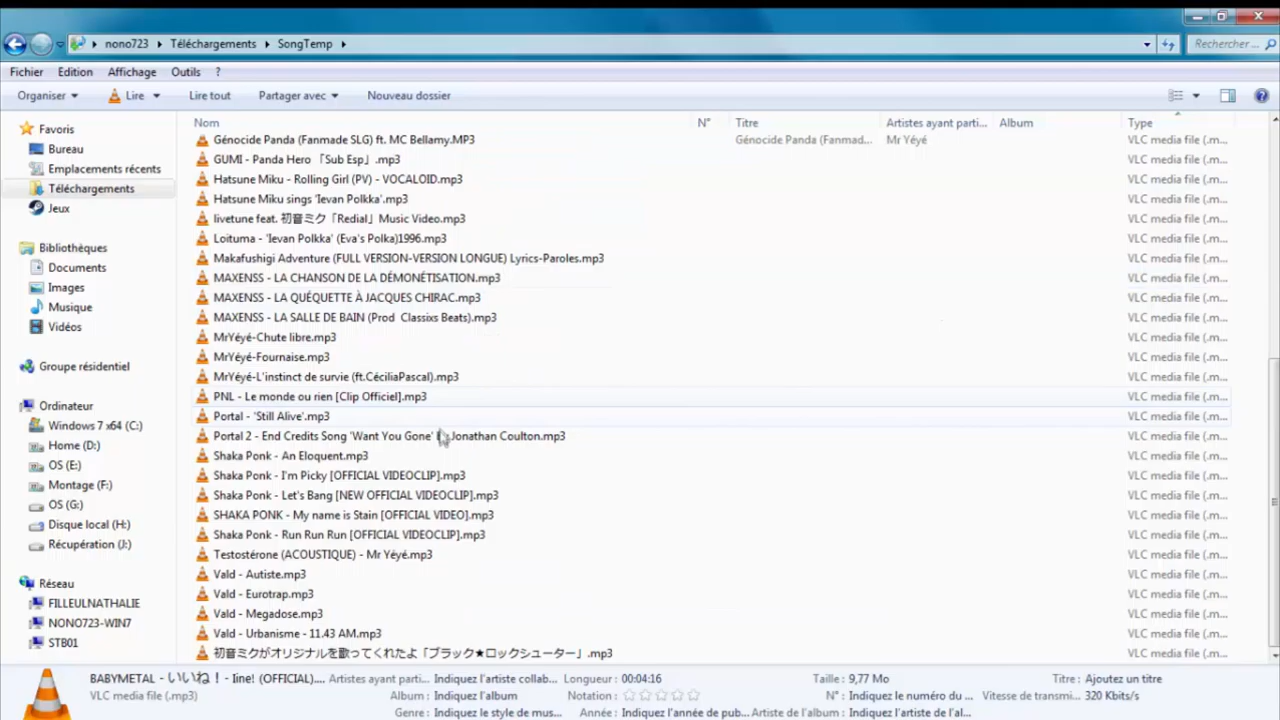 nono723 ▸ Téléchargements ▸ SongTemp ▸
Rechercher ...
Fichier Edition Affichage Outils ?
Organiser Lire Lire tout Partager avec Nouveau dossier
Favoris
Bureau
Emplacements récents
Téléchargements
Jeux
Bibliothèques
Documents
Images
Musique
Vidéos
Groupe résidentiel
Ordinateur
Windows 7 x64 (C:)
Home (D:)
OS (E:)
Montage (F:)
OS (G:)
Disque local (H:)
Récupération (J:)
Réseau
FILLEULNATHALIE
NONO723-WIN7
STB01
Nom N° Titre Artistes ayant parti... Album Type
Génocide Panda (Fanmade SLG) ft. MC Bellamy.MP3 Génocide Panda (Fanmad... Mr Yéyé VLC media file (.m...
GUMI - Panda Hero 「Sub Esp」.mp3 VLC media file (.m...
Hatsune Miku - Rolling Girl (PV) - VOCALOID.mp3 VLC media file (.m...
Hatsune Miku sings 'Ievan Polkka'.mp3 VLC media file (.m...
livetune feat. 初音ミク「Redial」Music Video.mp3 VLC media file (.m...
Loituma - 'Ievan Polkka' (Eva's Polka)1996.mp3 VLC media file (.m...
Makafushigi Adventure (FULL VERSION-VERSION LONGUE) Lyrics-Paroles.mp3 VLC media file (.m...
MAXENSS - LA CHANSON DE LA DÉMONÉTISATION.mp3 VLC media file (.m...
MAXENSS - LA QUÉQUETTE À JACQUES CHIRAC.mp3 VLC media file (.m...
MAXENSS - LA SALLE DE BAIN (Prod Classixs Beats).mp3 VLC media file (.m...
MrYéyé-Chute libre.mp3 VLC media file (.m...
MrYéyé-Fournaise.mp3 VLC media file (.m...
MrYéyé-L'instinct de survie (ft.CéciliaPascal).mp3 VLC media file (.m...
PNL - Le monde ou rien [Clip Officiel].mp3 VLC media file (.m...
Portal - 'Still Alive'.mp3 VLC media file (.m...
Portal 2 - End Credits Song 'Want You Gone' Jonathan Coulton.mp3 VLC media file (.m...
Shaka Ponk - An Eloquent.mp3 VLC media file (.m...
Shaka Ponk - I'm Picky [OFFICIAL VIDEOCLIP].mp3 VLC media file (.m...
Shaka Ponk - Let's Bang [NEW OFFICIAL VIDEOCLIP].mp3 VLC media file (.m...
SHAKA PONK - My name is Stain [OFFICIAL VIDEO].mp3 VLC media file (.m...
Shaka Ponk - Run Run Run [OFFICIAL VIDEOCLIP].mp3 VLC media file (.m...
Testostérone (ACOUSTIQUE) - Mr Yéyé.mp3 VLC media file (.m...
Vald - Autiste.mp3 VLC media file (.m...
Vald - Eurotrap.mp3 VLC media file (.m...
Vald - Megadose.mp3 VLC media file (.m...
Vald - Urbanisme - 11.43 AM.mp3 VLC media file (.m...
初音ミクがオリジナルを歌ってくれたよ「ブラック★ロックシューター」.mp3 VLC media file (.m...
BABYMETAL - いいね！- Iine! (OFFICIAL).... Artistes ayant parti... Indiquez l'artiste collab... Longueur : 00:04:16 Taille : 9,77 Mo Titre : Ajoutez un titre
VLC media file (.mp3) Album : Indiquez l'album Notation : ☆☆☆☆☆ N° : Indiquez le numéro du ... Vitesse de transmi... 320 Kbits/s
Genre : Indiquez le style de mus... Année : Indiquez l'année de pub... Artiste de l'album : Indiquez l'artiste de l'al...